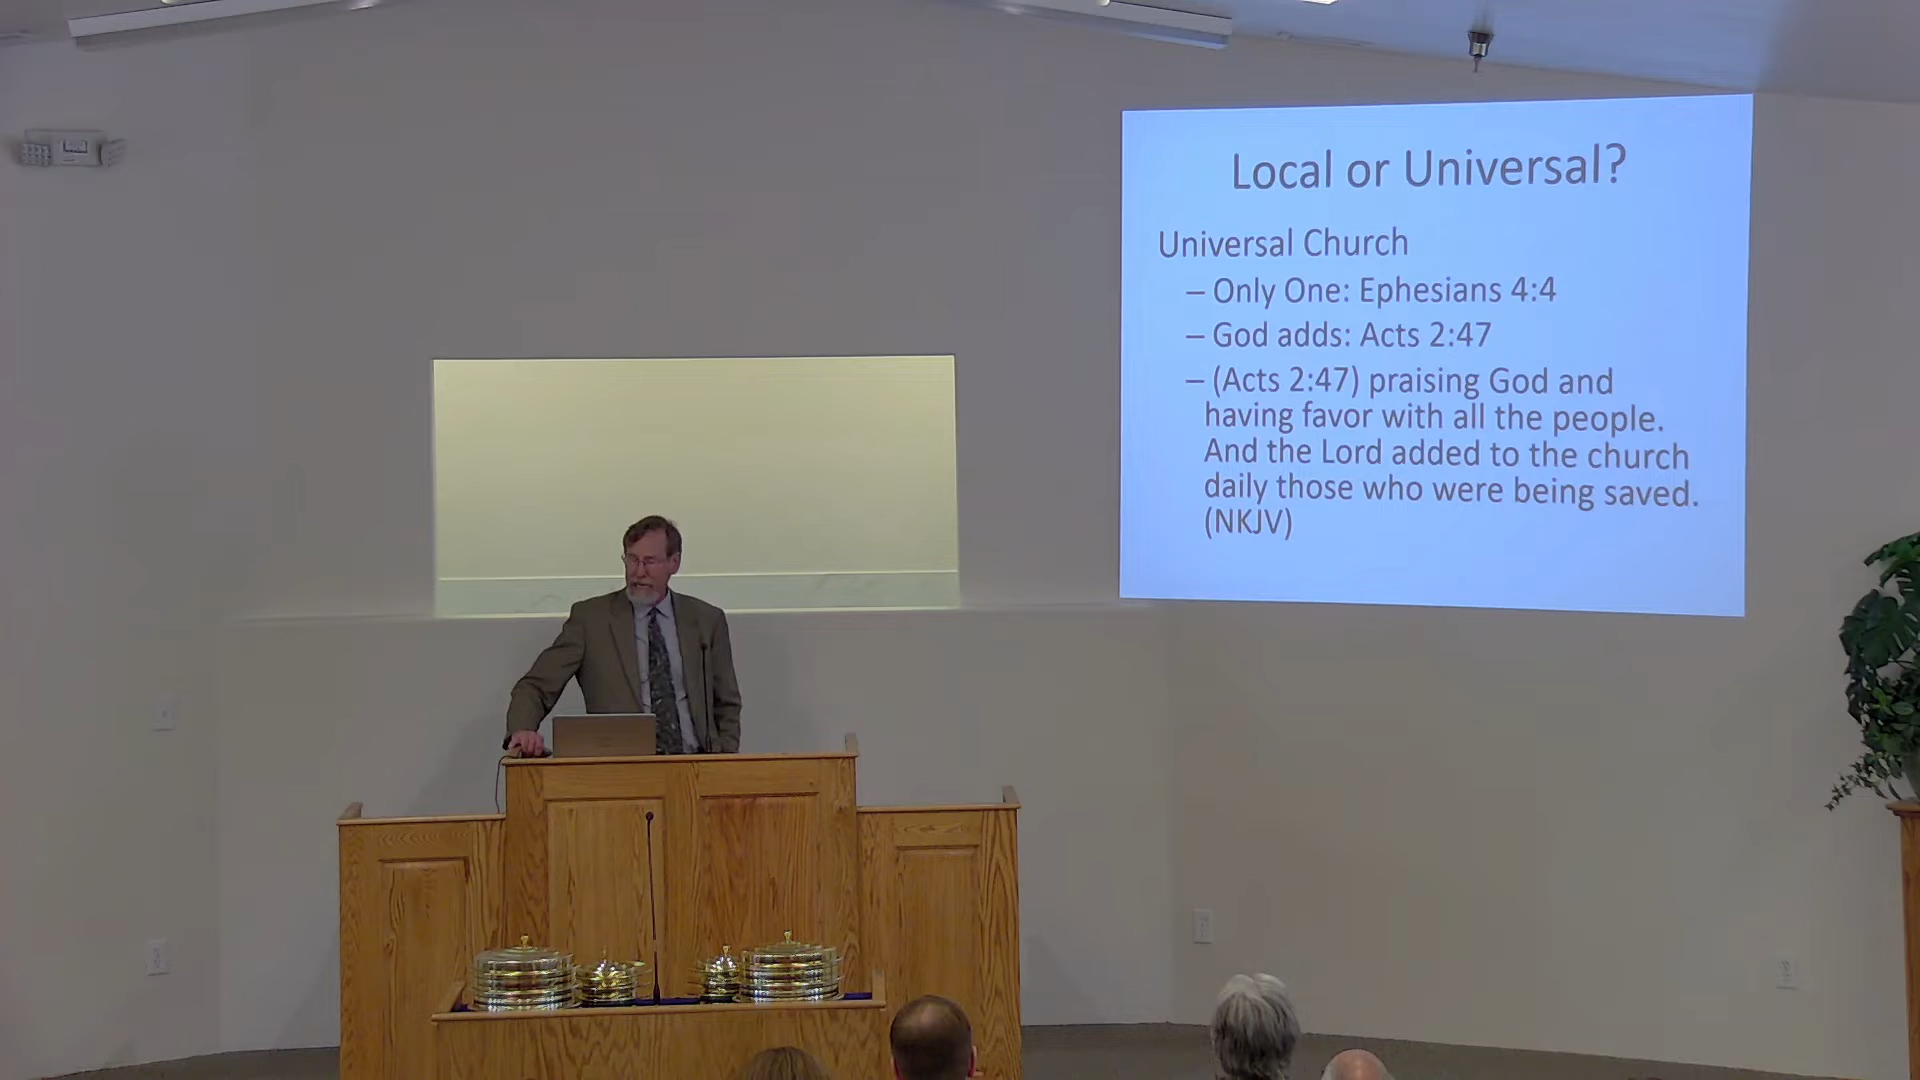 Local or Universal?
Universal Church
– Only One: Ephesians 4:4
– God adds: Acts 2:47
– (Acts 2:47) praising God and
having favor with all the people.
And the Lord added to the church
daily those who were being saved.
(NKJV)